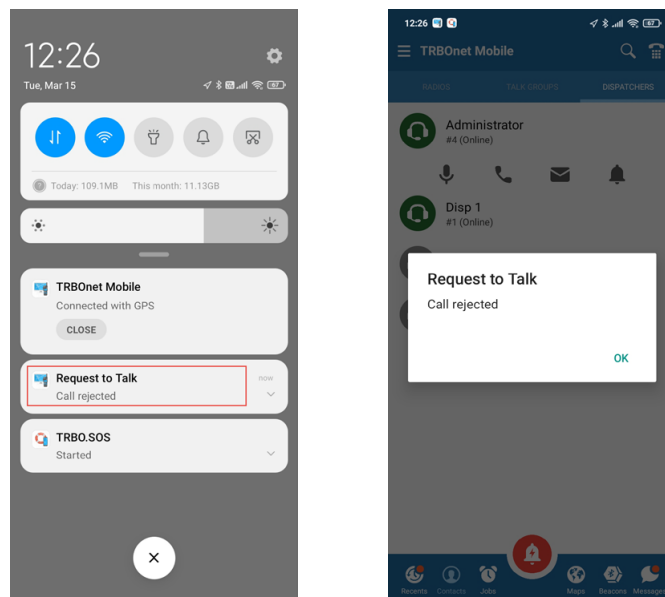 12:26
Tue, Mar 15
67
Today: 109.1MB This month: 11.13GB
TRBOnet Mobile
Connected with GPS
CLOSE
Request to Talk
now
Call rejected
TRBO.SOS
Started
12:26
67
TRBOnet Mobile
RADIOS TALK GROUPS DISPATCHERS
Administrator
#4 (Online)
Disp 1
#1 (Online)
Request to Talk
Call rejected
OK
Recents Contacts Jobs Maps Beacons Message